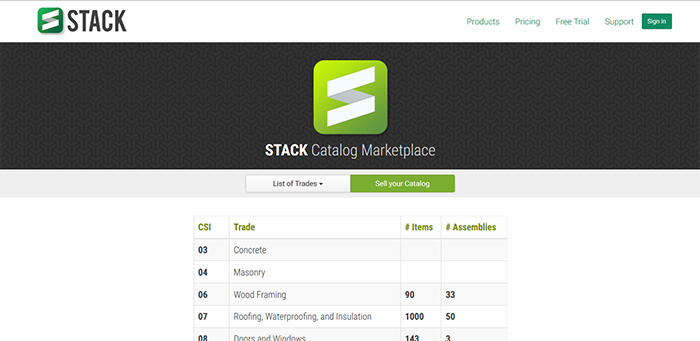 STACK
Products Pricing Free Trial Support Sign in
STACK Catalog Marketplace
List of Trades Sell your Catalog
CSI Trade # Items # Assemblies
03 Concrete
04 Masonry
06 Wood Framing 90 33
07 Roofing, Waterproofing, and Insulation 1000 50
08 Doors and Windows 143 3